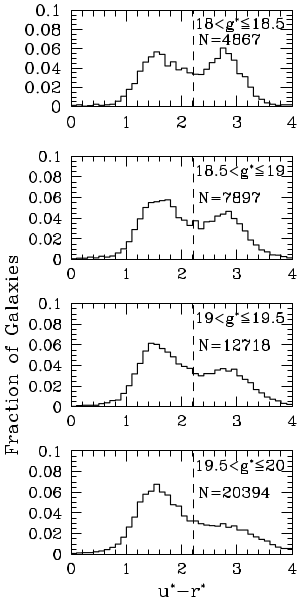 18<g*≦18.5
N=4867
0.1
0.08
0.06
0.04
0.02
0
0 1 2 3 4
18.5<g*≦19
N=7897
0.1
0.08
0.06
0.04
0.02
0
0 1 2 3 4
Fraction of Galaxies
19<g*≦19.5
N=12718
0.1
0.08
0.06
0.04
0.02
0
0 1 2 3 4
19.5<g*≦20
N=20394
0.1
0.08
0.06
0.04
0.02
0
0 1 2 3 4
u*−r*